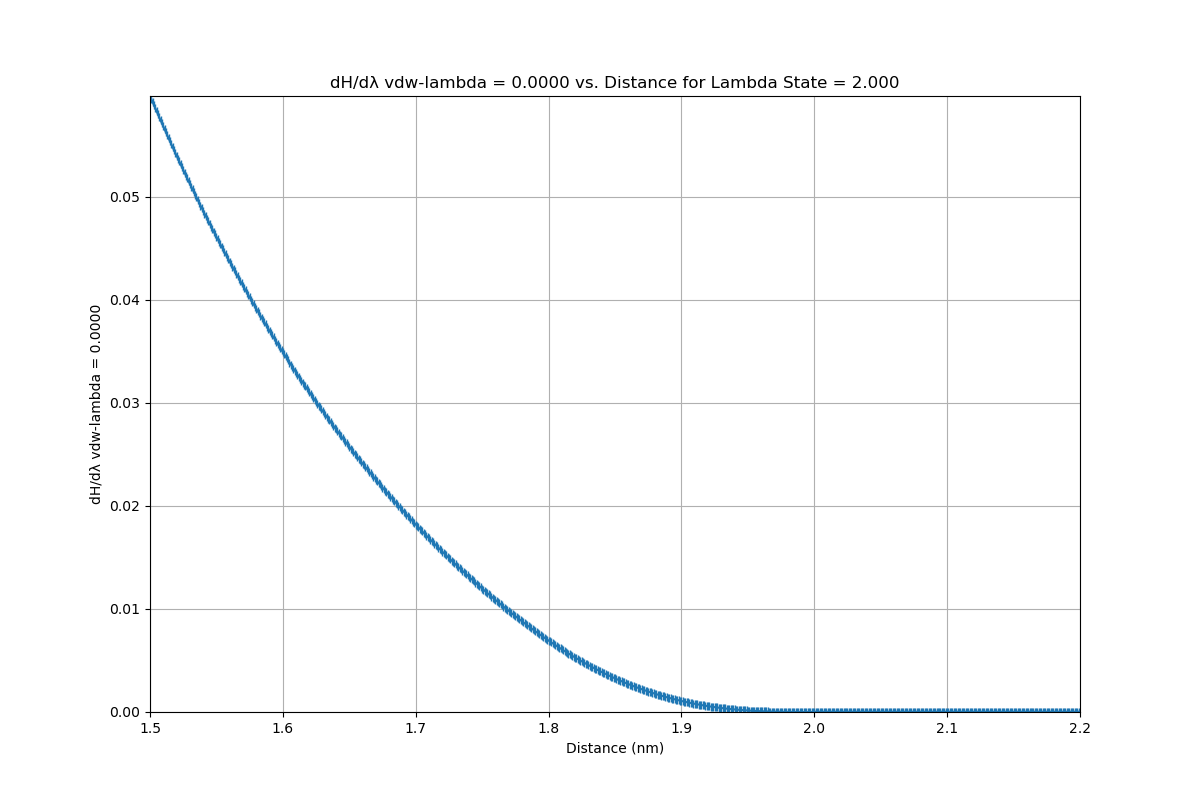 dH/dλ vdw-lambda = 0.0000 vs. Distance for Lambda State = 2.000
dH/dλ vdw-lambda = 0.0000
0.05
0.04
0.03
0.02
0.01
0.00
1.5 1.6 1.7 1.8 1.9 2.0 2.1 2.2
Distance (nm)